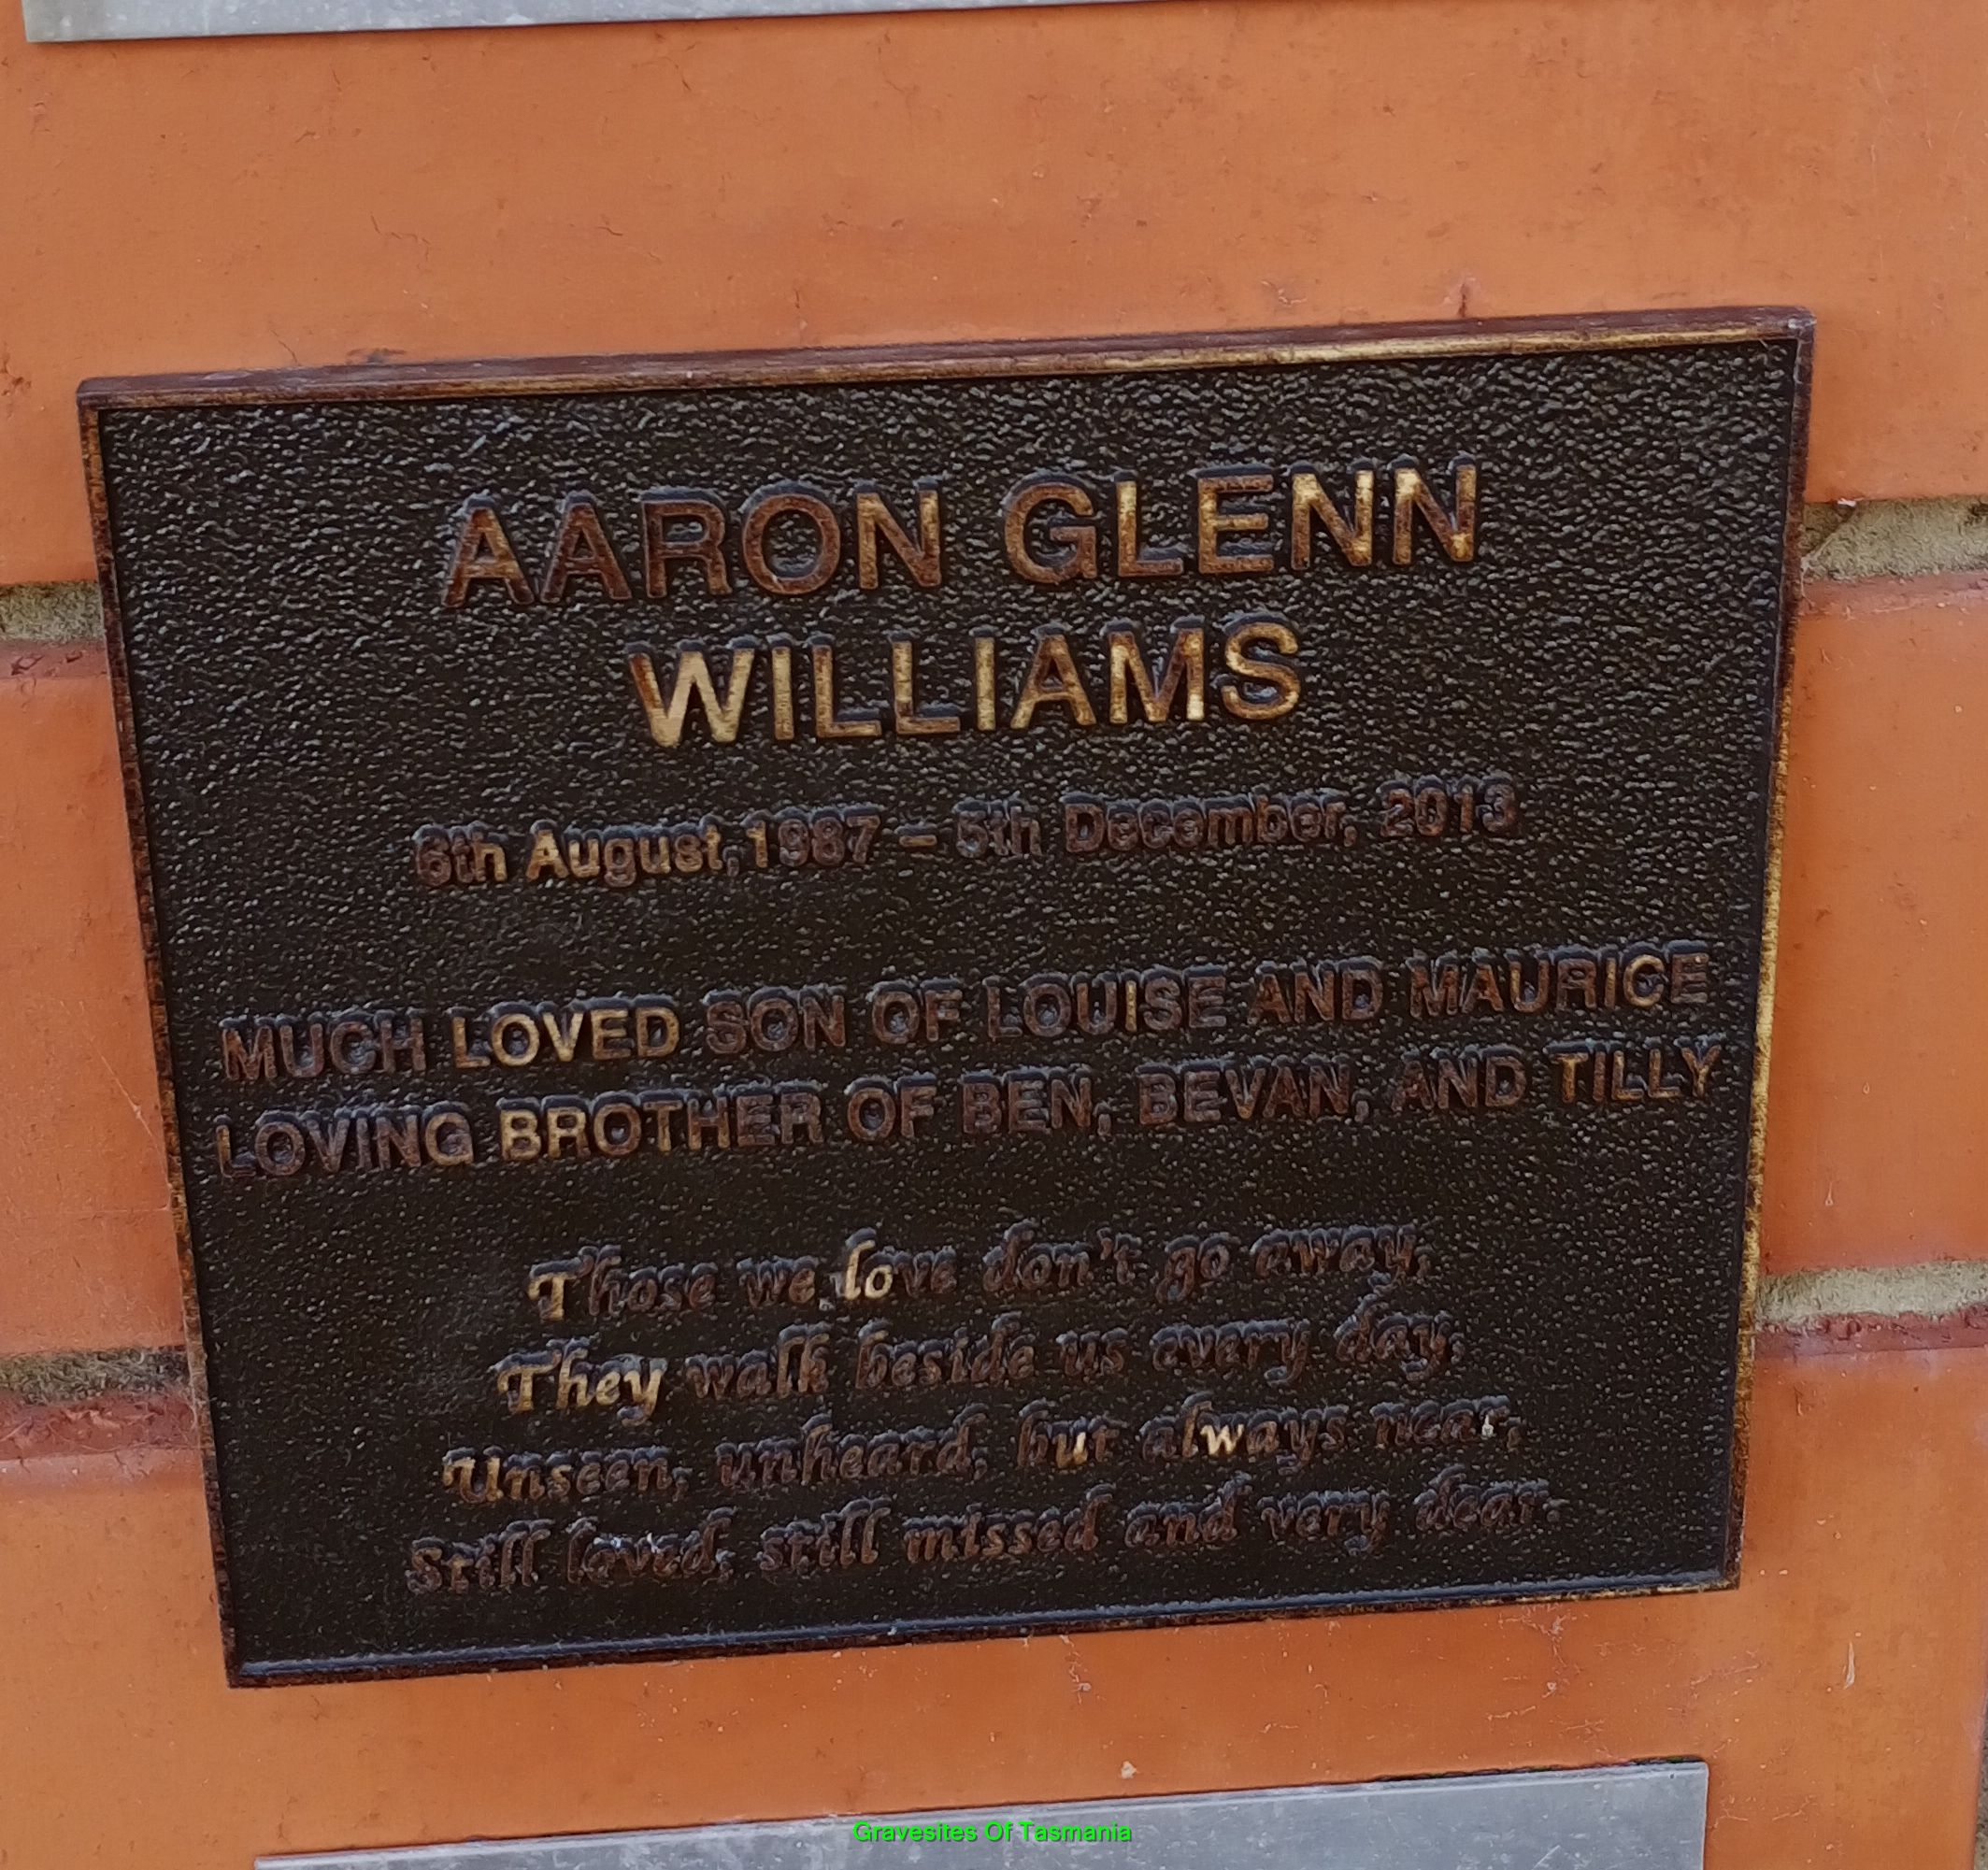 AARON GLENN
WILLIAMS
6th August, 1987 – 5th December, 2013
MUCH LOVED SON OF LOUISE AND MAURICE
LOVING BROTHER OF BEN, BEVAN, AND TILLY
Those we love don't go away,
They walk beside us every day,
Unseen, unheard, but always near,
Still loved, still missed and very dear.
Gravesites Of Tasmania